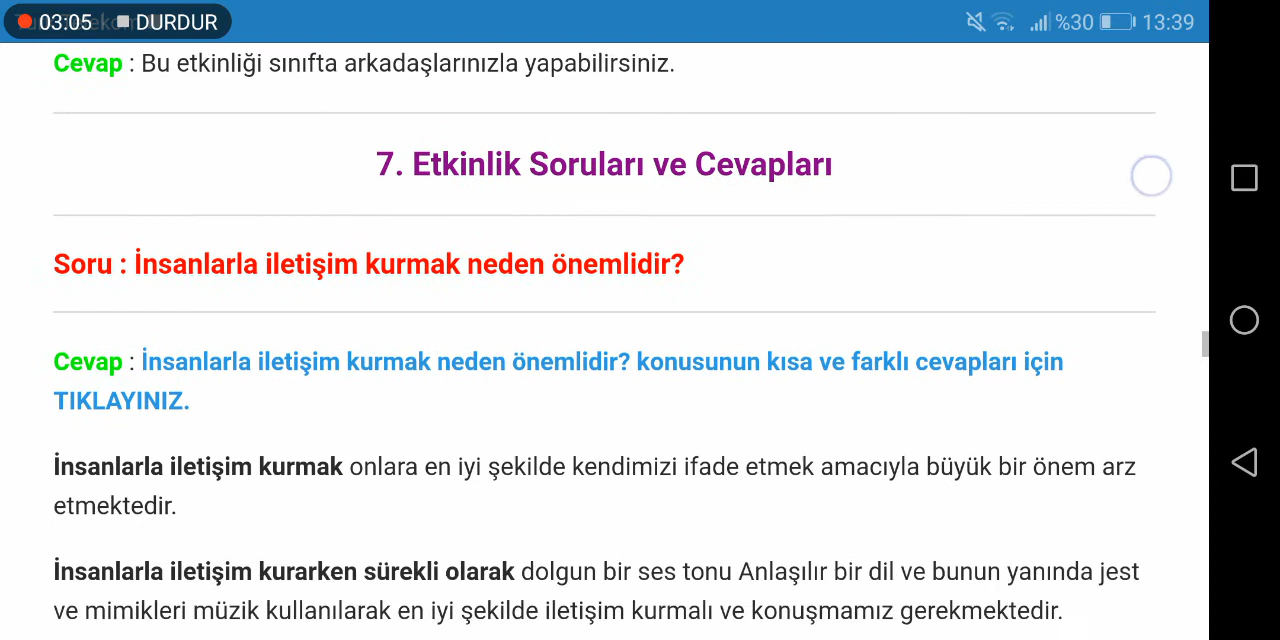 03:05 DURDUR %30 13:39
Cevap : Bu etkinliği sınıfta arkadaşlarınızla yapabilirsiniz.
7. Etkinlik Soruları ve Cevapları
Soru : İnsanlarla iletişim kurmak neden önemlidir?
Cevap : İnsanlarla iletişim kurmak neden önemlidir? konusunun kısa ve farklı cevapları için
TIKLAYINIZ.
İnsanlarla iletişim kurmak onlara en iyi şekilde kendimizi ifade etmek amacıyla büyük bir önem arz
etmektedir.
İnsanlarla iletişim kurarken sürekli olarak dolgun bir ses tonu Anlaşılır bir dil ve bunun yanında jest
ve mimikleri müzik kullanılarak en iyi şekilde iletişim kurmalı ve konuşmamız gerekmektedir.